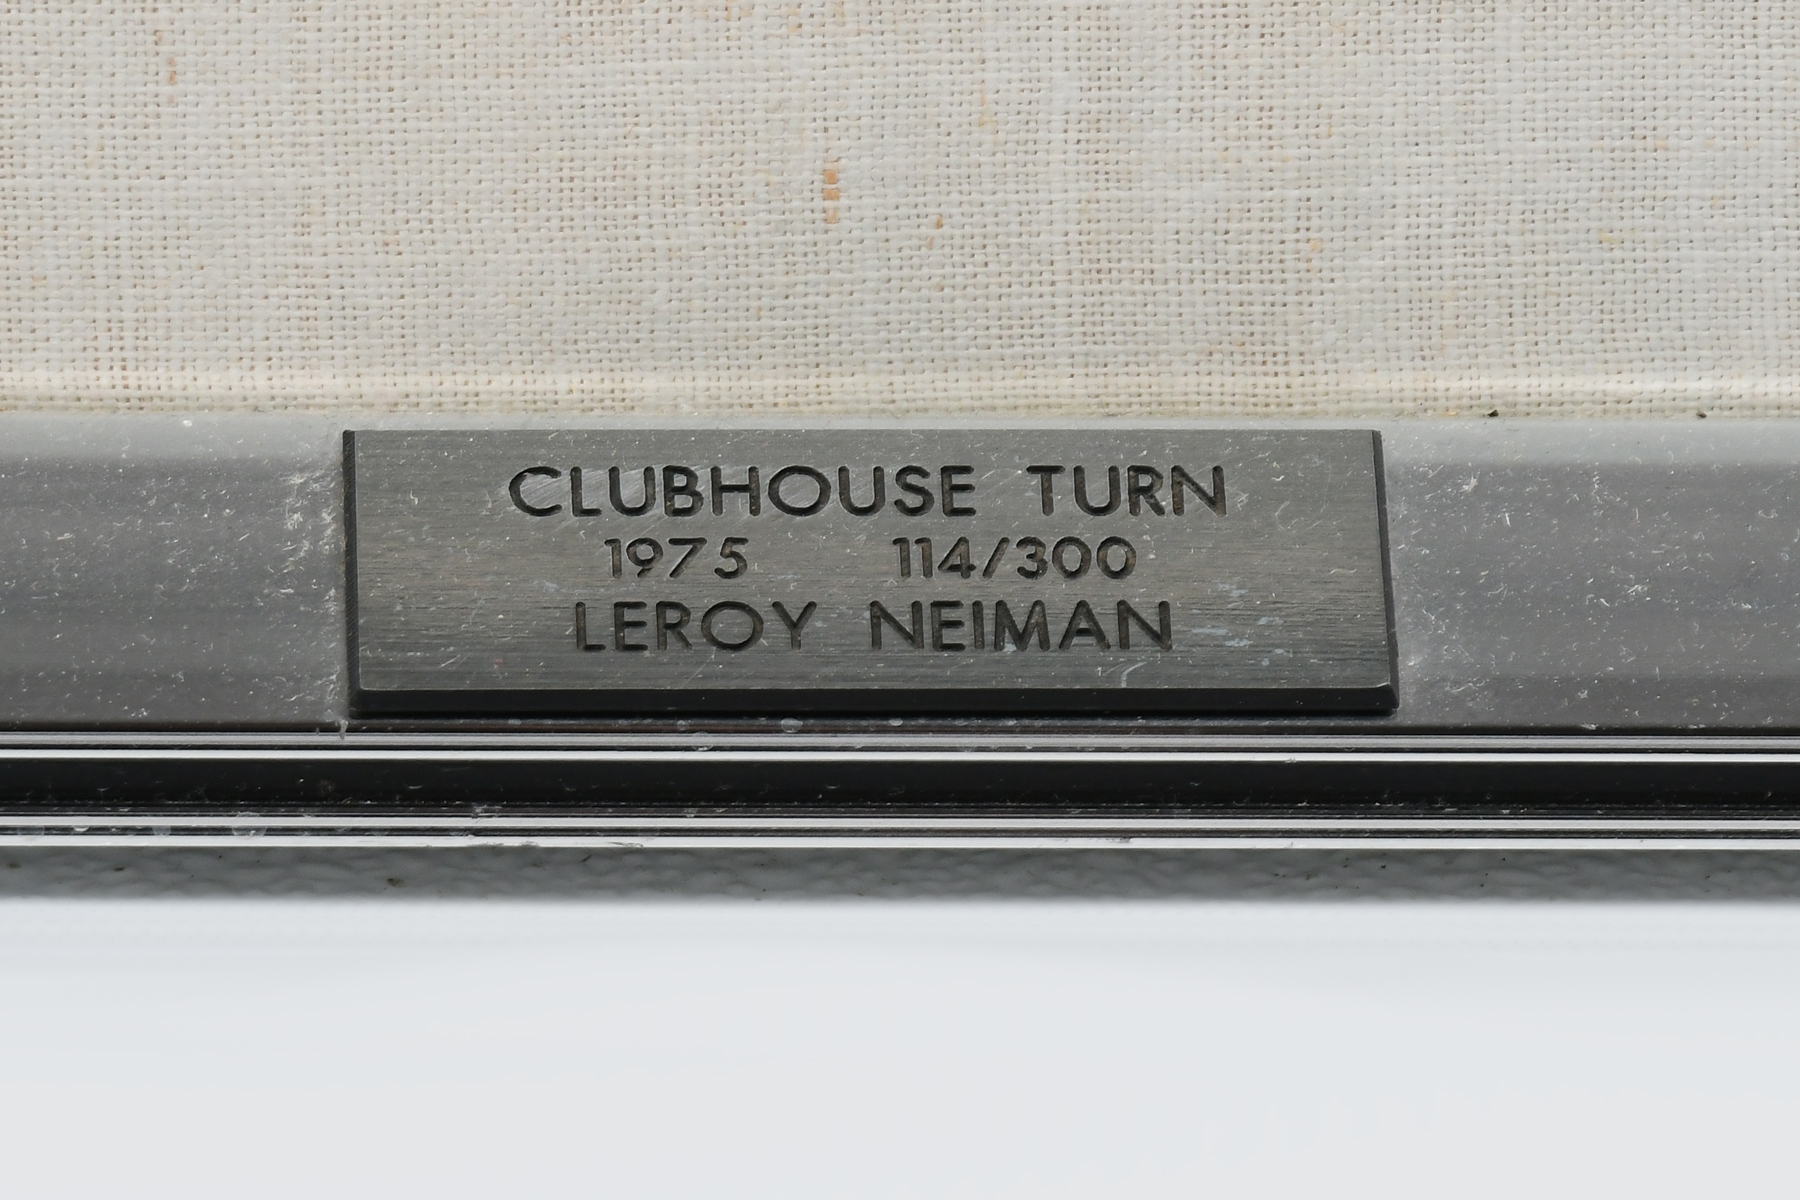 CLUBHOUSE TURN
1975 114/300
LEROY NEIMAN